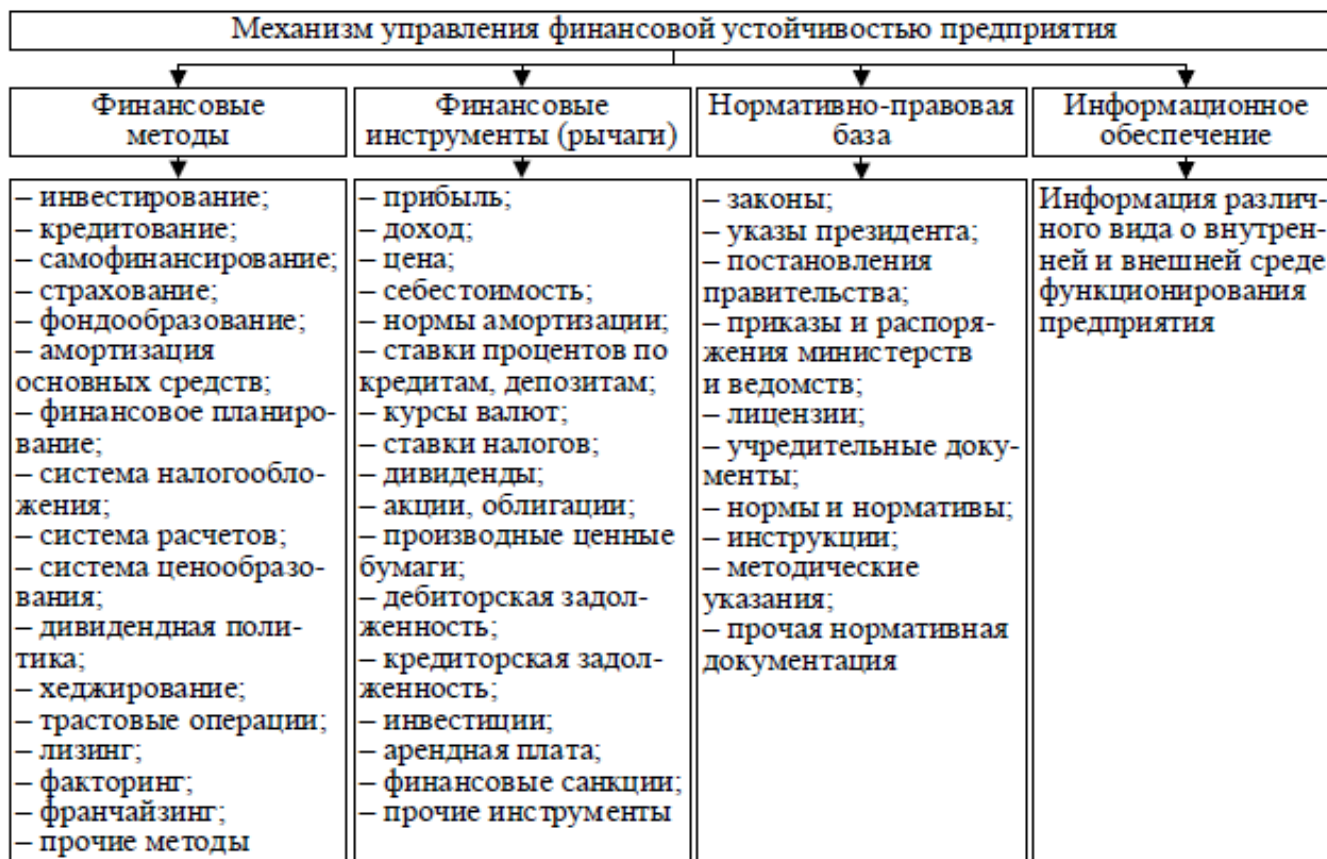 Механизм управления финансовой устойчивостью предприятия
Финансовые
методы
Финансовые
инструменты (рычаги)
Нормативно-правовая
база
Информационное
обеспечение
– инвестирование;
– кредитование;
– самофинансирование;
– страхование;
– фондообразование;
– амортизация
основных средств;
– финансовое планиро-
вание;
– система налогообло-
жения;
– система расчетов;
– система ценообразо-
вания;
– дивидендная поли-
тика;
– хеджирование;
– трастовые операции;
– лизинг;
– факторинг;
– франчайзинг;
– прочие методы
– прибыль;
– доход;
– цена;
– себестоимость;
– нормы амортизации;
– ставки процентов по
кредитам, депозитам;
– курсы валют;
– ставки налогов;
– дивиденды;
– акции, облигации;
– производные ценные
бумаги;
– дебиторская задол-
женность;
– кредиторская задол-
женность;
– инвестиции;
– арендная плата;
– финансовые санкции;
– прочие инструменты
– законы;
– указы президента;
– постановления
правительства;
– приказы и распоря-
жения министерств
и ведомств;
– лицензии;
– учредительные доку-
менты;
– нормы и нормативы;
– инструкции;
– методические
указания;
– прочая нормативная
документация
Информация различ-
ного вида о внутрен-
ней и внешней среде
функционирования
предприятия